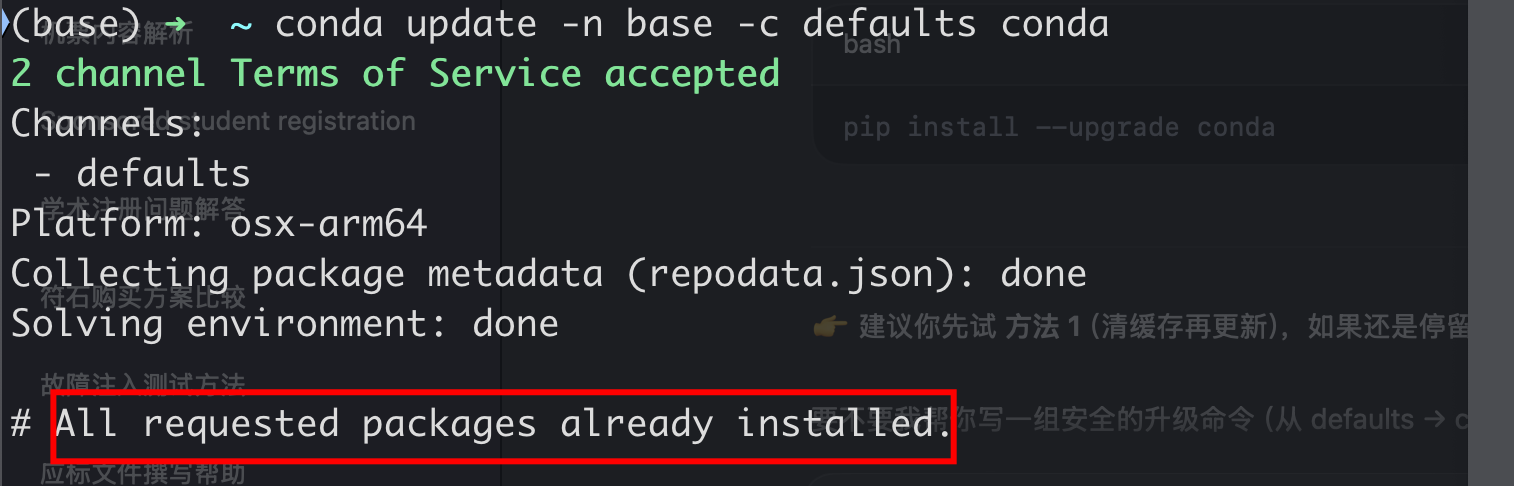 (base) ➜ ~ conda update -n base -c defaults conda
2 channel Terms of Service accepted
Channels:
- defaults
Platform: osx-arm64
Collecting package metadata (repodata.json): done
Solving environment: done
# All requested packages already installed.
机票内容解析
Sponsored student registration
学术注册问题解答
符石购买方案比较
故障注入测试方法
应标文件撰写帮助
bash
pip install --upgrade conda
👉 建议你先试 方法 1 (清缓存再更新)，如果还是停留
要不要我帮你写一组安全的升级命令 (从 defaults → c